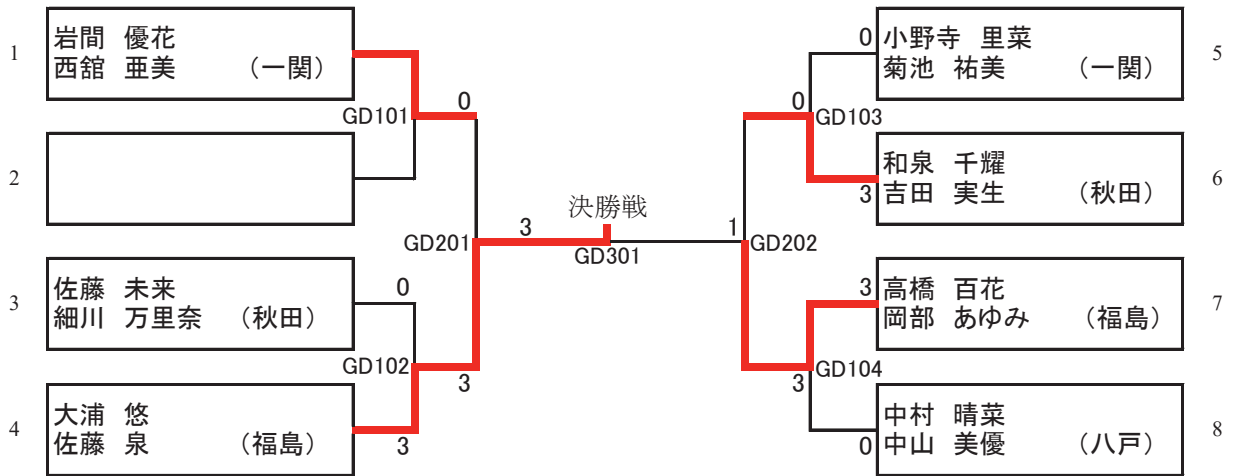 1
岩間 優花
西舘 亜美 （一関）
GD101
0
2
GD201
3
佐藤 未来
細川 万里奈 （秋田）
0
GD102
3
4
大浦 悠
佐藤 泉 （福島）
3
決勝戦
3
GD301
1
0
小野寺 里菜
菊池 祐美 （一関）
5
0
GD103
和泉 千耀
吉田 実生 （秋田）
3
6
GD202
3
高橋 百花
岡部 あゆみ （福島）
7
3
GD104
中村 晴菜
中山 美優 （八戸）
0
8